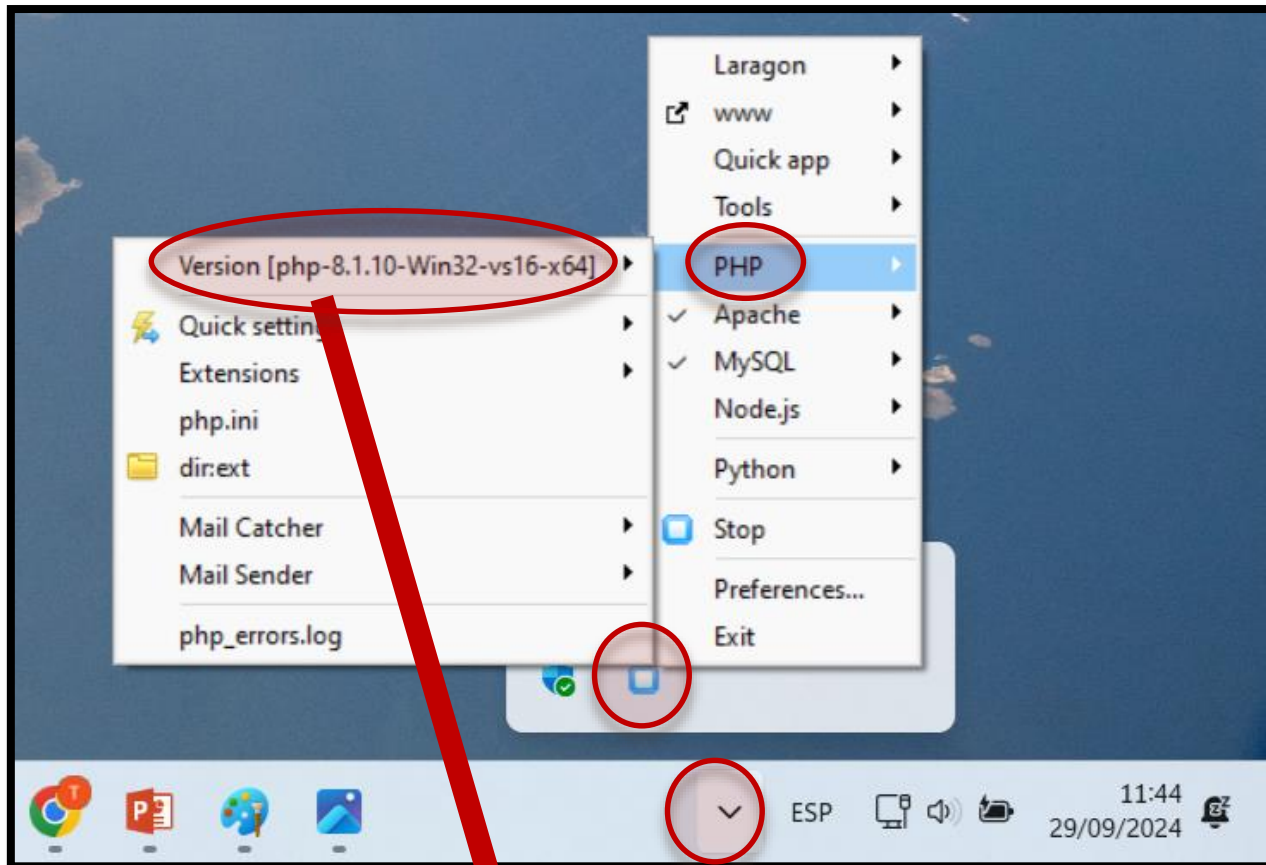 Laragon
www
Quick app
Tools
PHP
Apache
MySQL
Node.js
Python
Stop
Preferences...
Exit
Version [php-8.1.10-Win32-vs16-x64]
Quick settin
Extensions
php.ini
dir:ext
Mail Catcher
Mail Sender
php_errors.log
T
P
ESP
11:44
29/09/2024